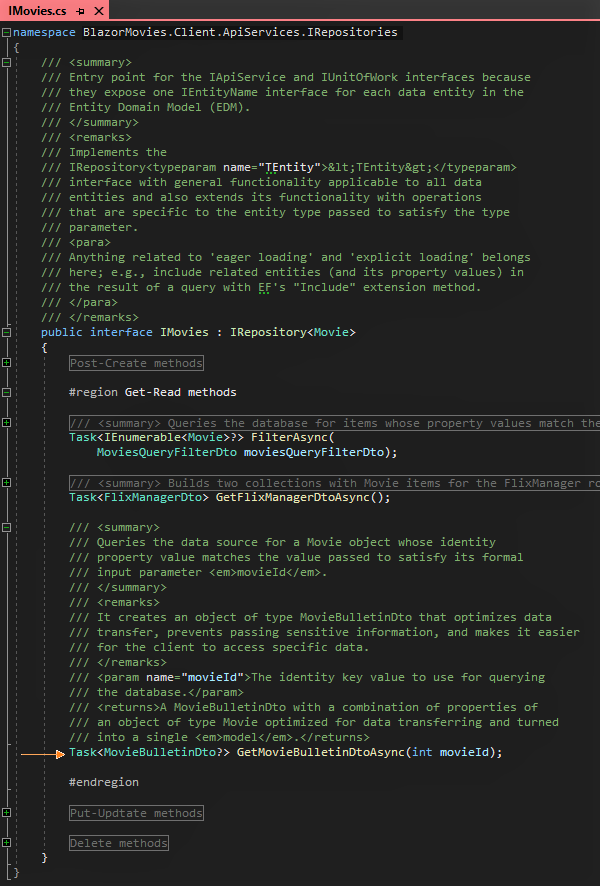 IMovies.cs
namespace BlazorMovies.Client.ApiServices.IRepositories
{
/// <summary>
/// Entry point for the IApiService and IUnitOfWork interfaces because
/// they expose one IEntityName interface for each data entity in the
/// Entity Domain Model (EDM).
/// </summary>
/// <remarks>
/// Implements the
/// IRepository<typeparam name="TEntity">&lt;TEntity&gt;</typeparam>
/// interface with general functionality applicable to all data
/// entities and also extends its functionality with operations
/// that are specific to the entity type passed to satisfy the type
/// parameter.
/// <para>
/// Anything related to 'eager loading' and 'explicit loading' belongs
/// here; e.g., include related entities (and its property values) in
/// the result of a query with EF's "Include" extension method.
/// </para>
/// </remarks>
public interface IMovies : IRepository<Movie>
{
Post-Create methods
#region Get-Read methods
/// <summary> Queries the database for items whose property values match the
Task<IEnumerable<Movie>?> FilterAsync(
MoviesQueryFilterDto moviesQueryFilterDto);
/// <summary> Builds two collections with Movie items for the FlixManager ro
Task<FlixManagerDto> GetFlixManagerDtoAsync();
/// <summary>
/// Queries the data source for a Movie object whose identity
/// property value matches the value passed to satisfy its formal
/// input parameter <em>movieId</em>.
/// </summary>
/// <remarks>
/// It creates an object of type MovieBulletinDto that optimizes data
/// transfer, prevents passing sensitive information, and makes it easier
/// for the client to access specific data.
/// </remarks>
/// <param name="movieId">The identity key value to use for querying
/// the database.</param>
/// <returns>A MovieBulletinDto with a combination of properties of
/// an object of type Movie optimized for data transferring and turned
/// into a single <em>model</em>.</returns>
Task<MovieBulletinDto?> GetMovieBulletinDtoAsync(int movieId);
#endregion
Put-Updtate methods
Delete methods
}
}